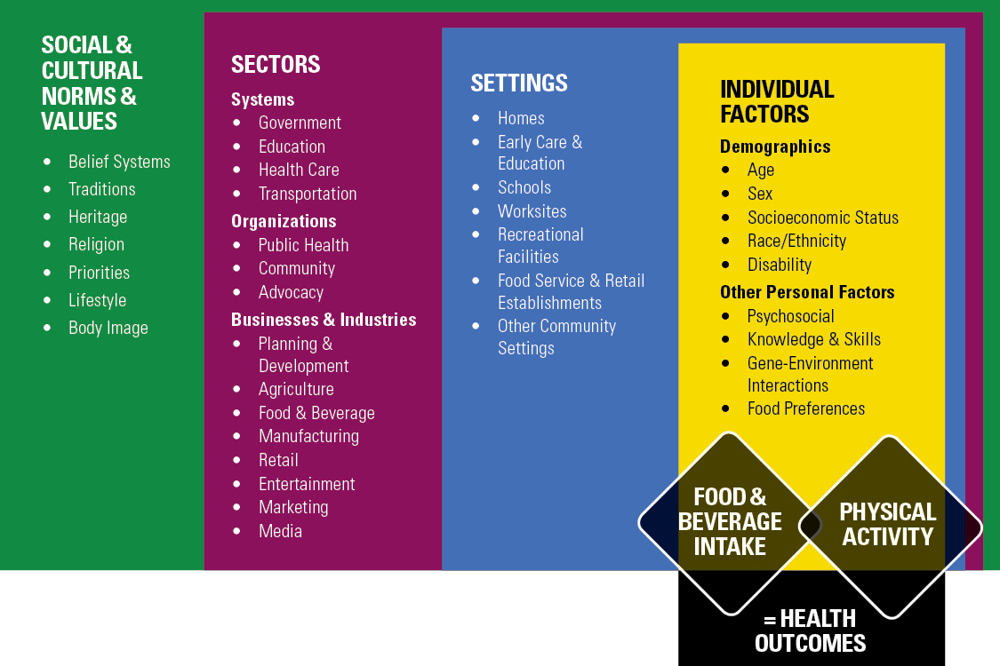 SOCIAL &
CULTURAL
NORMS &
VALUES
• Belief Systems
• Traditions
• Heritage
• Religion
• Priorities
• Lifestyle
• Body Image
SECTORS
Systems
• Government
• Education
• Health Care
• Transportation
Organizations
• Public Health
• Community
• Advocacy
Businesses & Industries
• Planning &
Development
• Agriculture
• Food & Beverage
• Manufacturing
• Retail
• Entertainment
• Marketing
• Media
SETTINGS
• Homes
• Early Care &
Education
• Schools
• Worksites
• Recreational
Facilities
• Food Service & Retail
Establishments
• Other Community
Settings
INDIVIDUAL
FACTORS
Demographics
• Age
• Sex
• Socioeconomic Status
• Race/Ethnicity
• Disability
Other Personal Factors
• Psychosocial
• Knowledge & Skills
• Gene-Environment
Interactions
• Food Preferences
FOOD &
BEVERAGE
INTAKE
PHYSICAL
ACTIVITY
= HEALTH
OUTCOMES